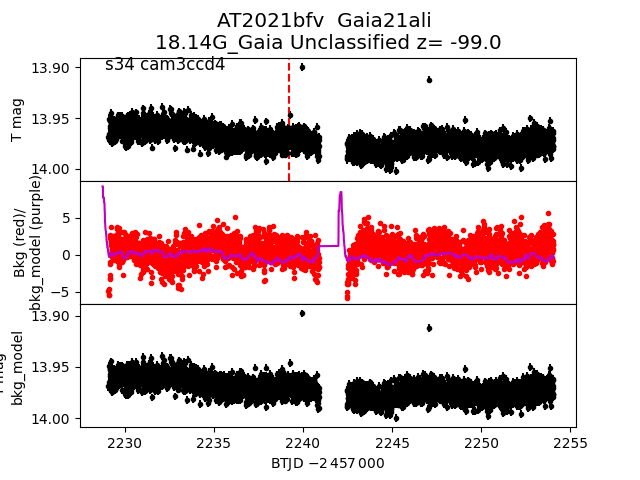 AT2021bfv Gaia21ali
18.14G_Gaia Unclassified z= -99.0
s34 cam3ccd4
T mag
13.90
13.95
14.00
Bkg (red)/
bkg_model (purple)
5
0
−5
mag
bkg_model
13.90
13.95
14.00
2230
2235
2240
2245
2250
2255
BTJD −2 457 000